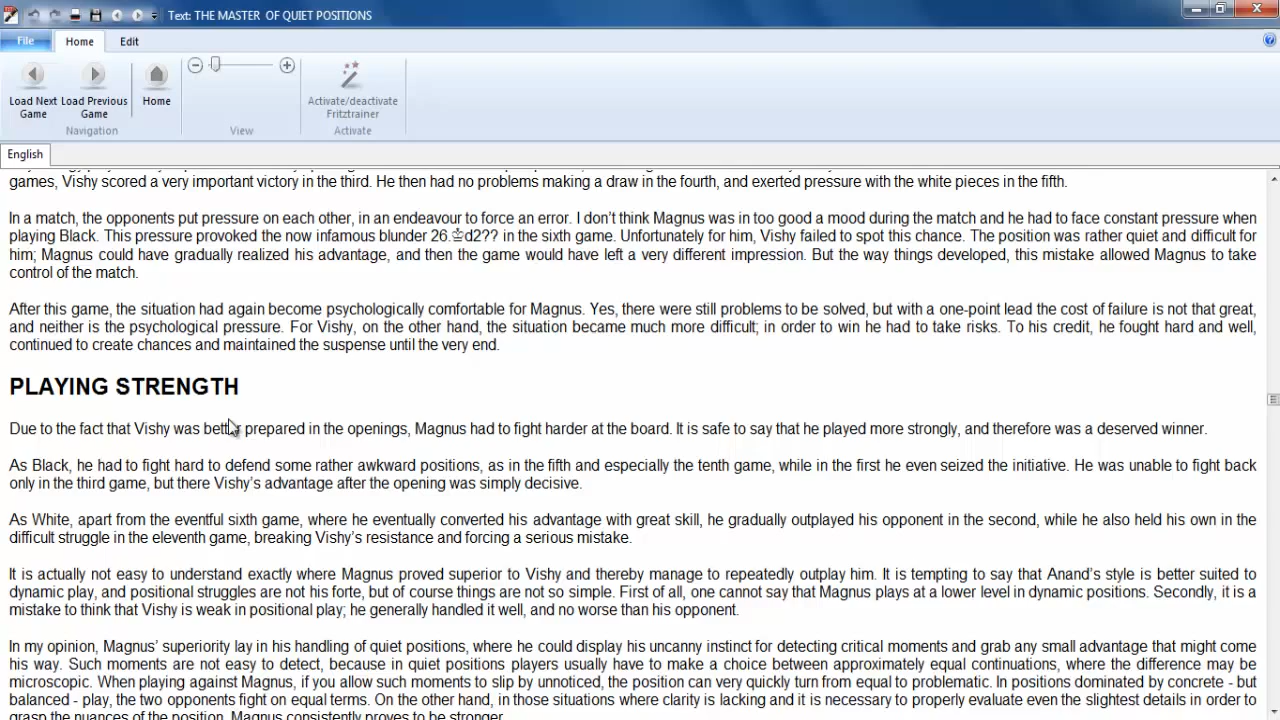 Text: THE MASTER OF QUIET POSITIONS
File
Home
Edit
Load Next Game
Load Previous Game
Home
Activate/deactivate Fritztrainer
Navigation
View
Activate
English
games, Vishy scored a very important victory in the third. He then had no problems making a draw in the fourth, and exerted pressure with the white pieces in the fifth.
In a match, the opponents put pressure on each other, in an endeavour to force an error. I don't think Magnus was in too good a mood during the match and he had to face constant pressure when
playing Black. This pressure provoked the now infamous blunder 26.♔d2?? in the sixth game. Unfortunately for him, Vishy failed to spot this chance. The position was rather quiet and difficult for
him; Magnus could have gradually realized his advantage, and then the game would have left a very different impression. But the way things developed, this mistake allowed Magnus to take
control of the match.
After this game, the situation had again become psychologically comfortable for Magnus. Yes, there were still problems to be solved, but with a one-point lead the cost of failure is not that great,
and neither is the psychological pressure. For Vishy, on the other hand, the situation became much more difficult; in order to win he had to take risks. To his credit, he fought hard and well,
continued to create chances and maintained the suspense until the very end.
PLAYING STRENGTH
Due to the fact that Vishy was better prepared in the openings, Magnus had to fight harder at the board. It is safe to say that he played more strongly, and therefore was a deserved winner.
As Black, he had to fight hard to defend some rather awkward positions, as in the fifth and especially the tenth game, while in the first he even seized the initiative. He was unable to fight back
only in the third game, but there Vishy's advantage after the opening was simply decisive.
As White, apart from the eventful sixth game, where he eventually converted his advantage with great skill, he gradually outplayed his opponent in the second, while he also held his own in the
difficult struggle in the eleventh game, breaking Vishy's resistance and forcing a serious mistake.
It is actually not easy to understand exactly where Magnus proved superior to Vishy and thereby manage to repeatedly outplay him. It is tempting to say that Anand's style is better suited to
dynamic play, and positional struggles are not his forte, but of course things are not so simple. First of all, one cannot say that Magnus plays at a lower level in dynamic positions. Secondly, it is a
mistake to think that Vishy is weak in positional play; he generally handled it well, and no worse than his opponent.
In my opinion, Magnus' superiority lay in his handling of quiet positions, where he could display his uncanny instinct for detecting critical moments and grab any small advantage that might come
his way. Such moments are not easy to detect, because in quiet positions players usually have to make a choice between approximately equal continuations, where the difference may be
microscopic. When playing against Magnus, if you allow such moments to slip by unnoticed, the position can very quickly turn from equal to problematic. In positions dominated by concrete - but
balanced - play, the two opponents fight on equal terms. On the other hand, in those situations where clarity is lacking and it is necessary to properly evaluate even the slightest details in order to
grasp the nuances of the position, Magnus consistently proves to be stronger.